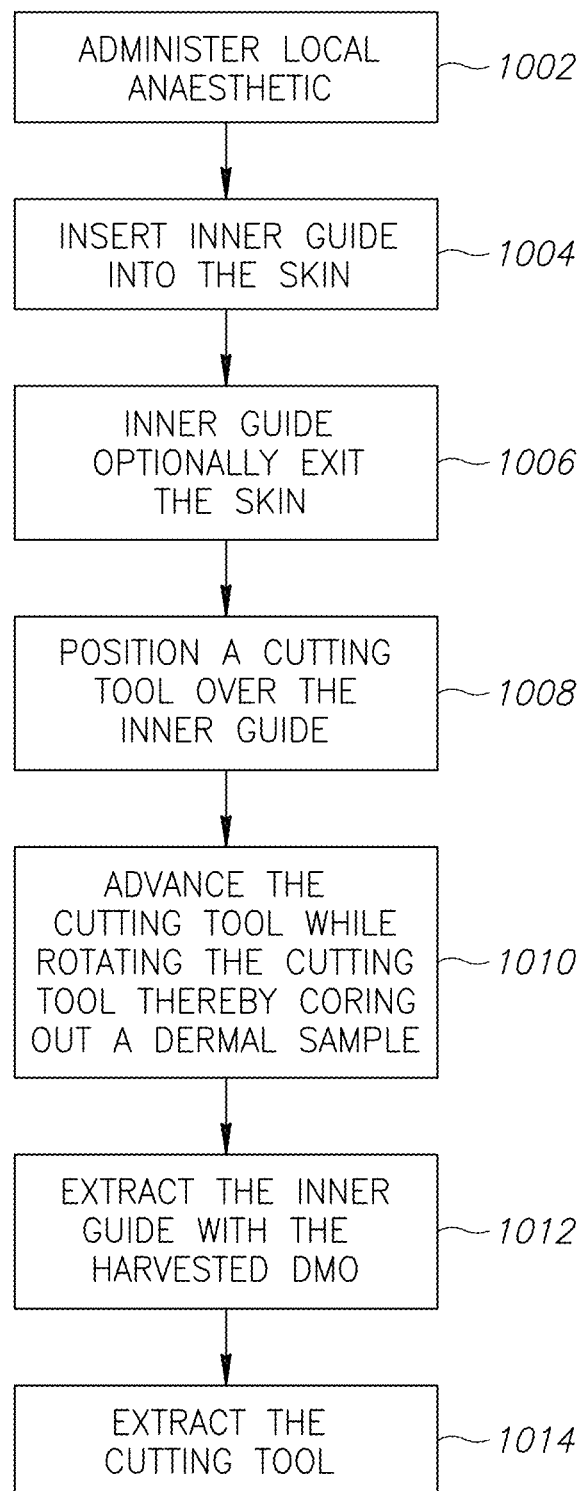 ADMINISTER LOCAL
ANAESTHETIC
1002
INSERT INNER GUIDE
INTO THE SKIN
1004
INNER GUIDE
OPTIONALLY EXIT
THE SKIN
1006
POSITION A CUTTING
TOOL OVER THE
INNER GUIDE
1008
ADVANCE THE
CUTTING TOOL WHILE
ROTATING THE CUTTING
TOOL THEREBY CORING
OUT A DERMAL SAMPLE
1010
EXTRACT THE INNER
GUIDE WITH THE
HARVESTED DMO
1012
EXTRACT THE
CUTTING TOOL
1014